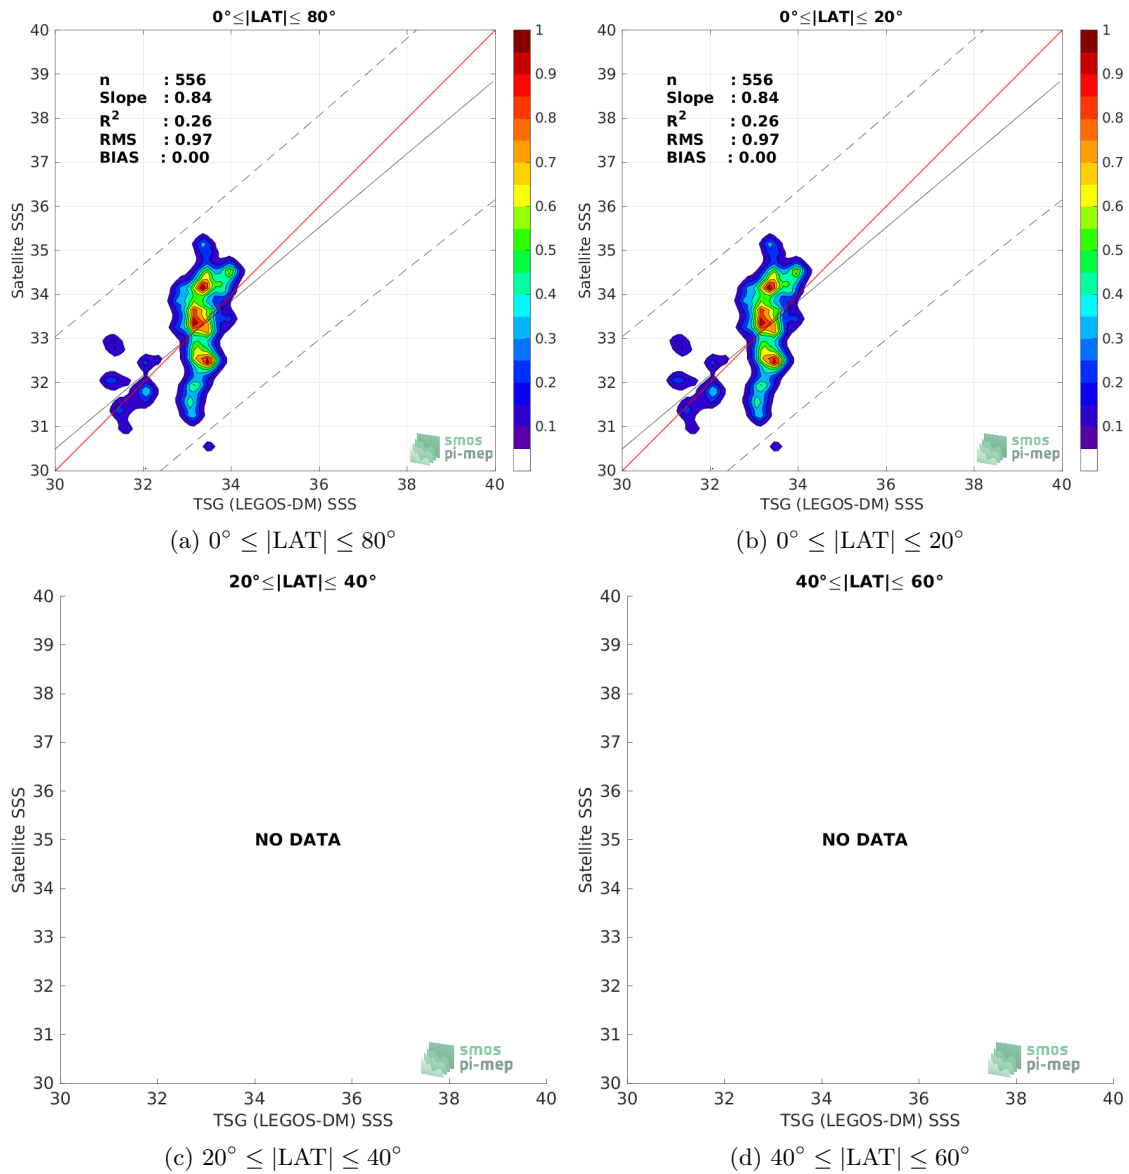 0°≤|LAT|≤ 80°
40
39
38
37
36
35
34
33
32
31
30
n : 556
Slope : 0.84
R² : 0.26
RMS : 0.97
BIAS : 0.00
1
0.9
0.8
0.7
0.6
0.5
0.4
0.3
0.2
0.1
Satellite SSS
smos
pi-mep
30 32 34 36 38 40
TSG (LEGOS-DM) SSS
(a) 0° ≤ |LAT| ≤ 80°
0°≤|LAT|≤ 20°
40
39
38
37
36
35
34
33
32
31
30
n : 556
Slope : 0.84
R² : 0.26
RMS : 0.97
BIAS : 0.00
1
0.9
0.8
0.7
0.6
0.5
0.4
0.3
0.2
0.1
Satellite SSS
smos
pi-mep
30 32 34 36 38 40
TSG (LEGOS-DM) SSS
(b) 0° ≤ |LAT| ≤ 20°
20°≤|LAT|≤ 40°
40
39
38
37
36
35
34
33
32
31
30
Satellite SSS
NO DATA
smos
pi-mep
30 32 34 36 38 40
TSG (LEGOS-DM) SSS
(c) 20° ≤ |LAT| ≤ 40°
40°≤|LAT|≤ 60°
40
39
38
37
36
35
34
33
32
31
30
Satellite SSS
NO DATA
smos
pi-mep
30 32 34 36 38 40
TSG (LEGOS-DM) SSS
(d) 40° ≤ |LAT| ≤ 60°